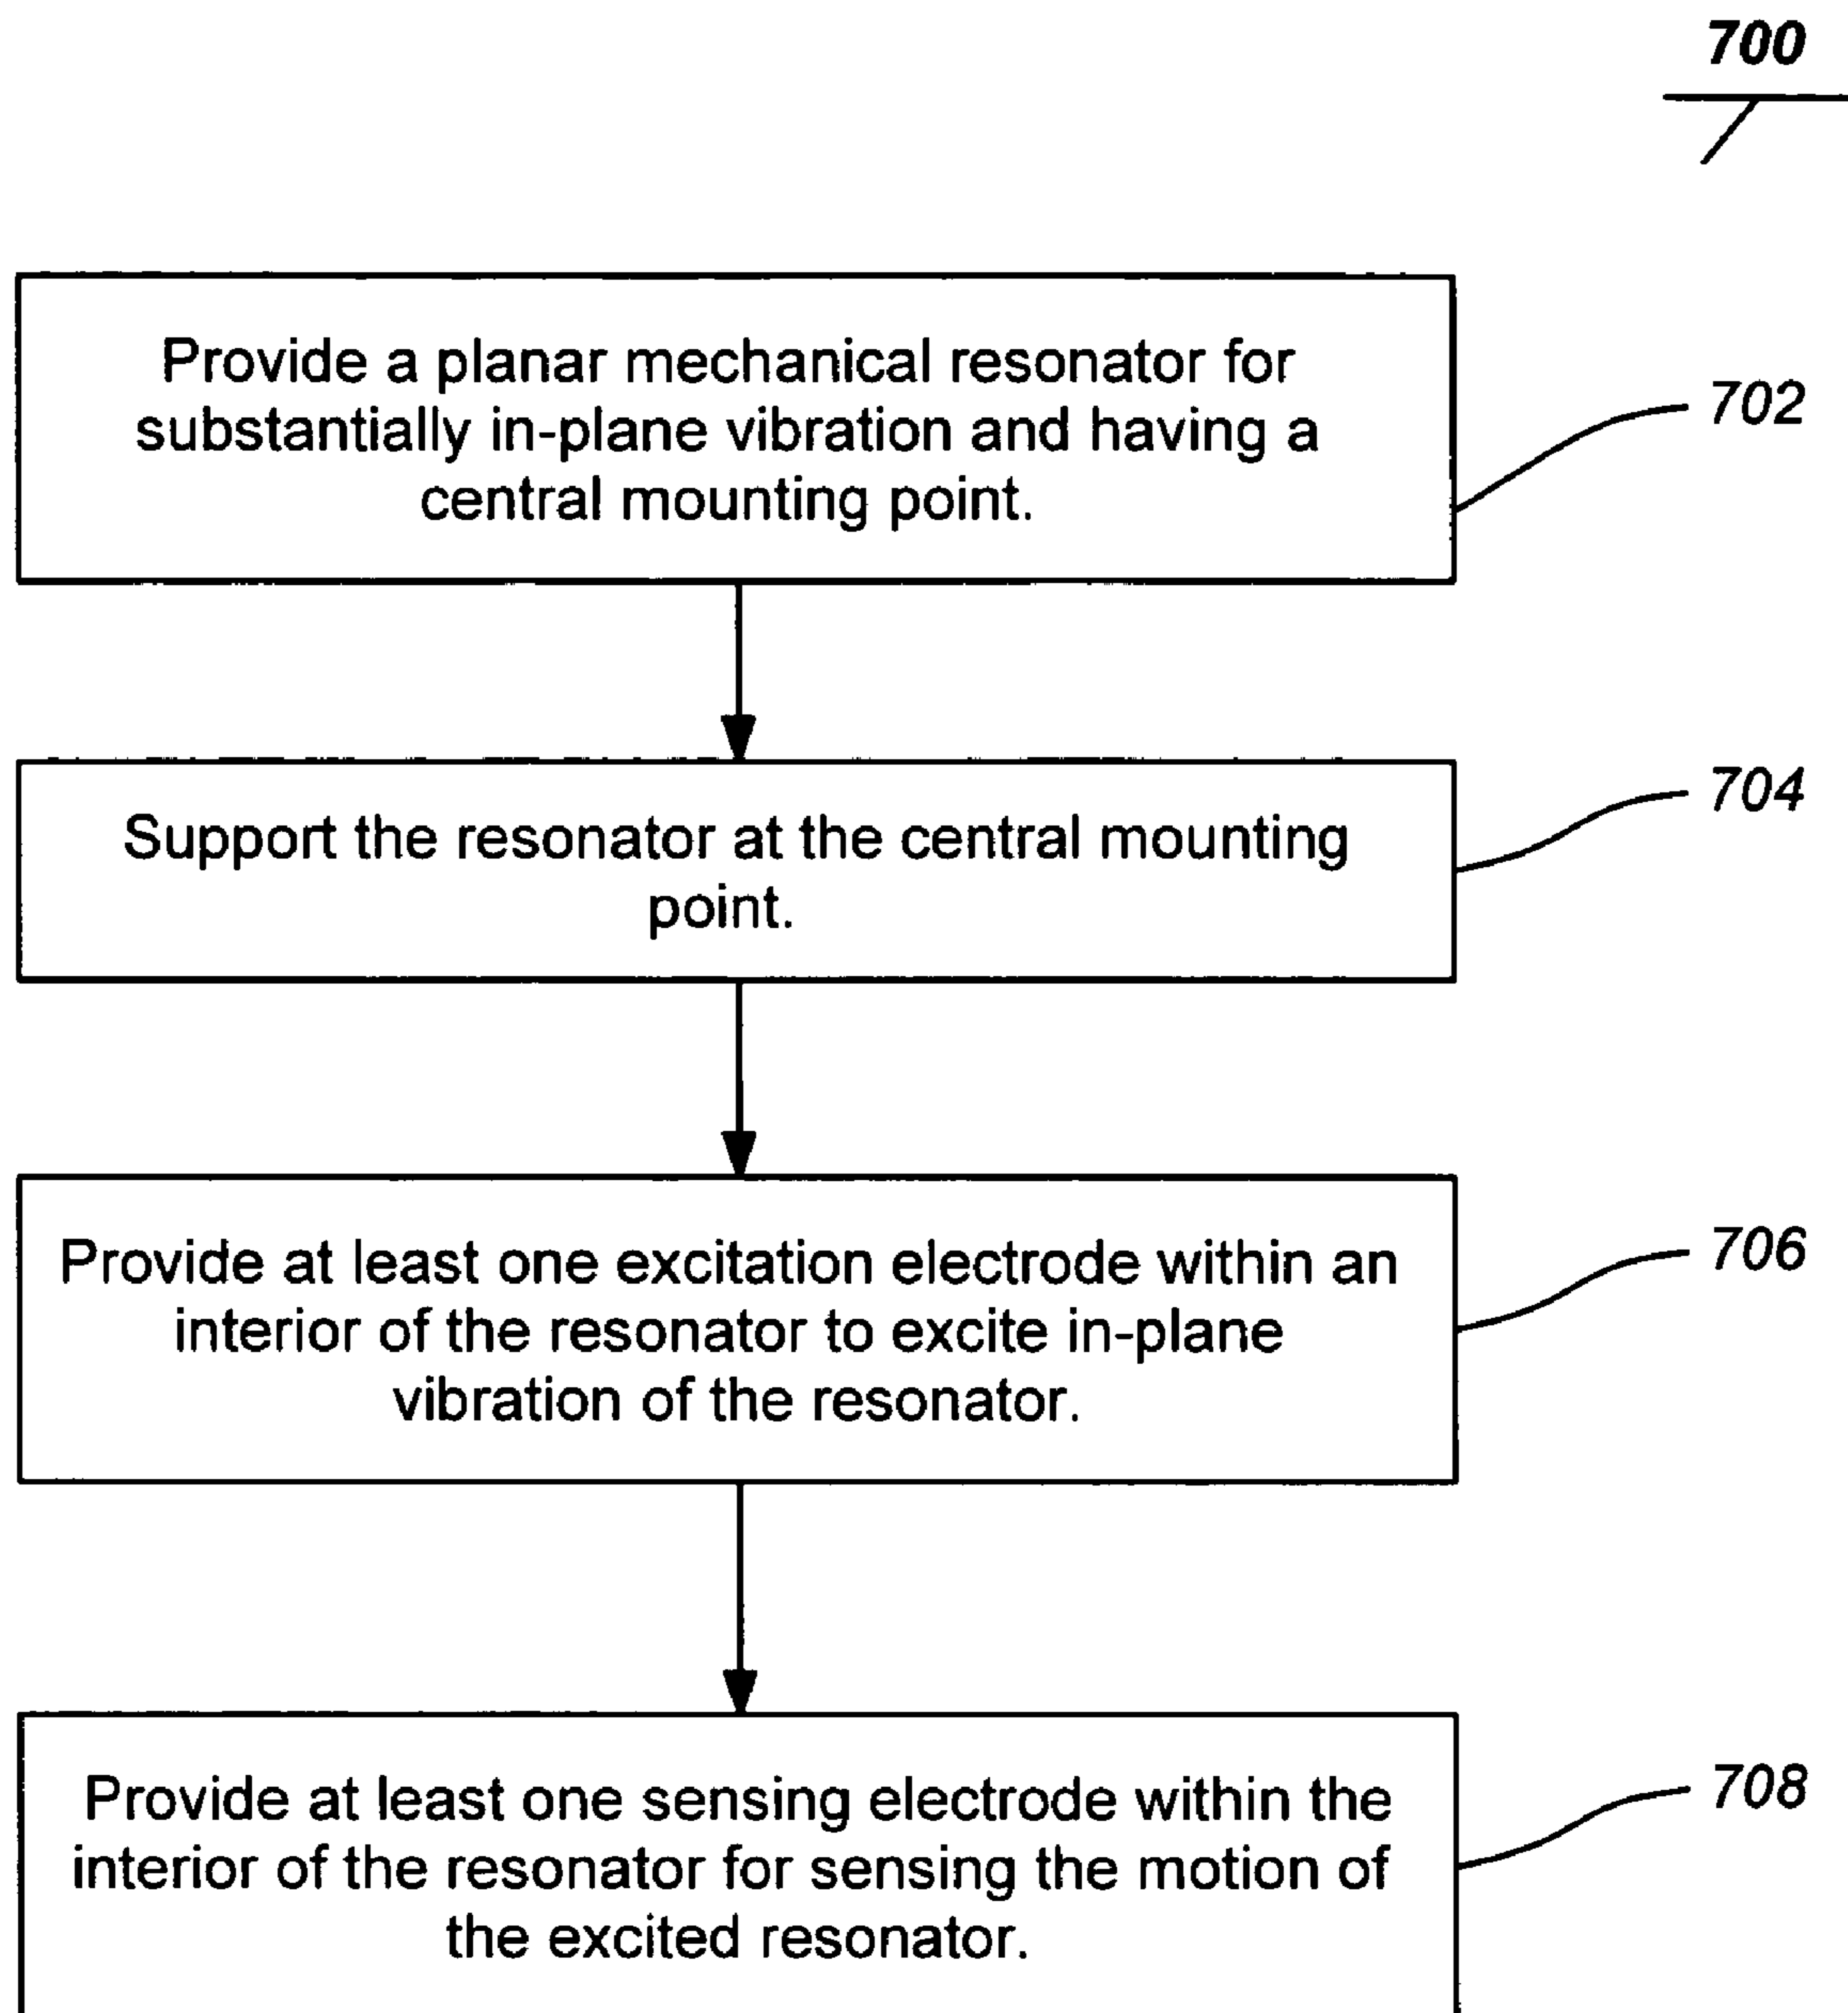 700
Provide a planar mechanical resonator for
substantially in-plane vibration and having a
central mounting point.
702
Support the resonator at the central mounting
point.
704
Provide at least one excitation electrode within an
interior of the resonator to excite in-plane
vibration of the resonator.
706
Provide at least one sensing electrode within the
interior of the resonator for sensing the motion of
the excited resonator.
708